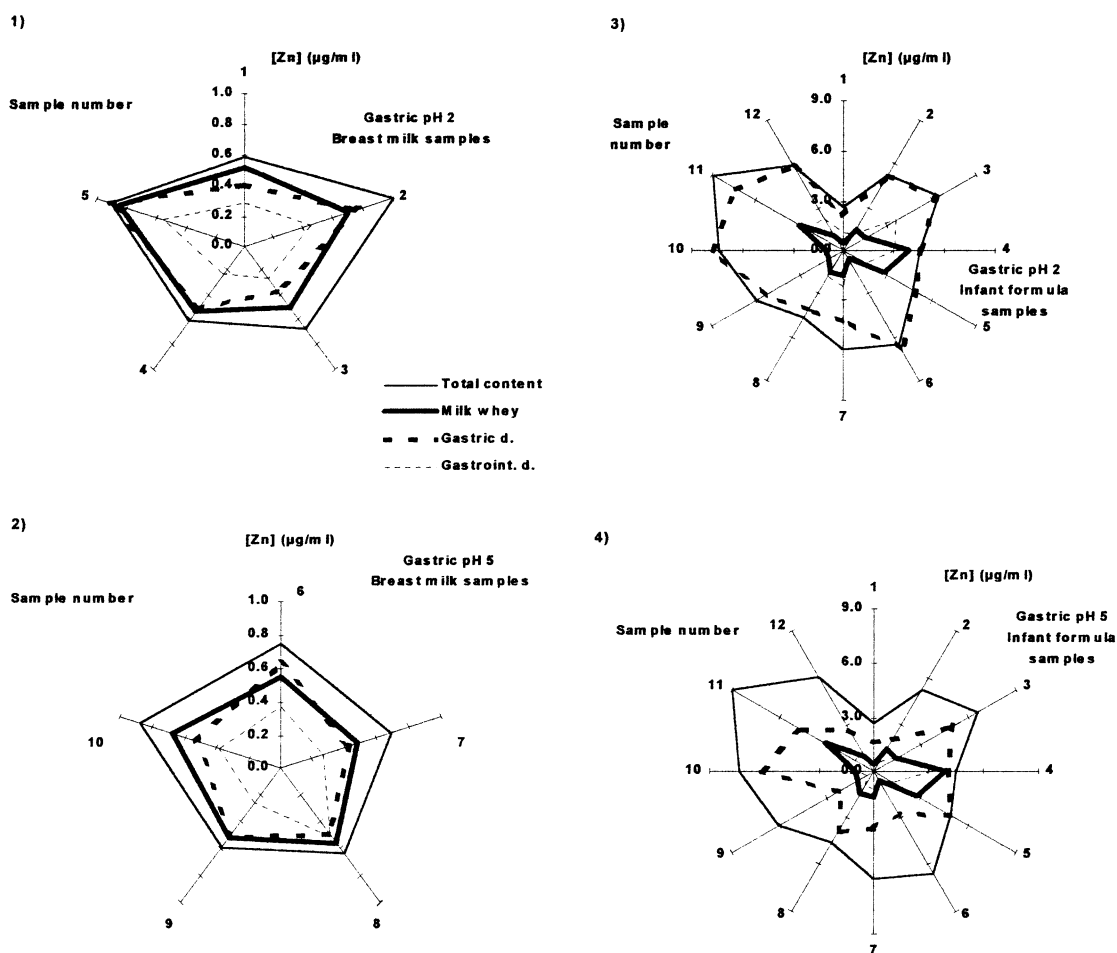 1)
[Zn] (µg/ml)
1
Sample number
1.0
0.8
0.6
0.4
0.2
0.0
Gastric pH 2
Breast milk samples
5
2
4
3
3)
[Zn] (µg/ml)
1
Sample
number
9.0
6.0
3.0
0.0
12
2
11
3
10
4
Gastric pH 2
Infant formula
samples
9
5
8
6
7
Total content
Milk whey
Gastric d.
Gastroint. d.
2)
[Zn] (µg/ml)
6
Gastric pH 5
Breast milk samples
Sample number
1.0
0.8
0.6
0.4
0.2
0.0
10
7
9
8
4)
[Zn] (µg/ml)
1
Sample number
9.0
6.0
3.0
0.0
Gastric pH 5
Infant formula
samples
12
2
11
3
10
4
9
5
8
6
7